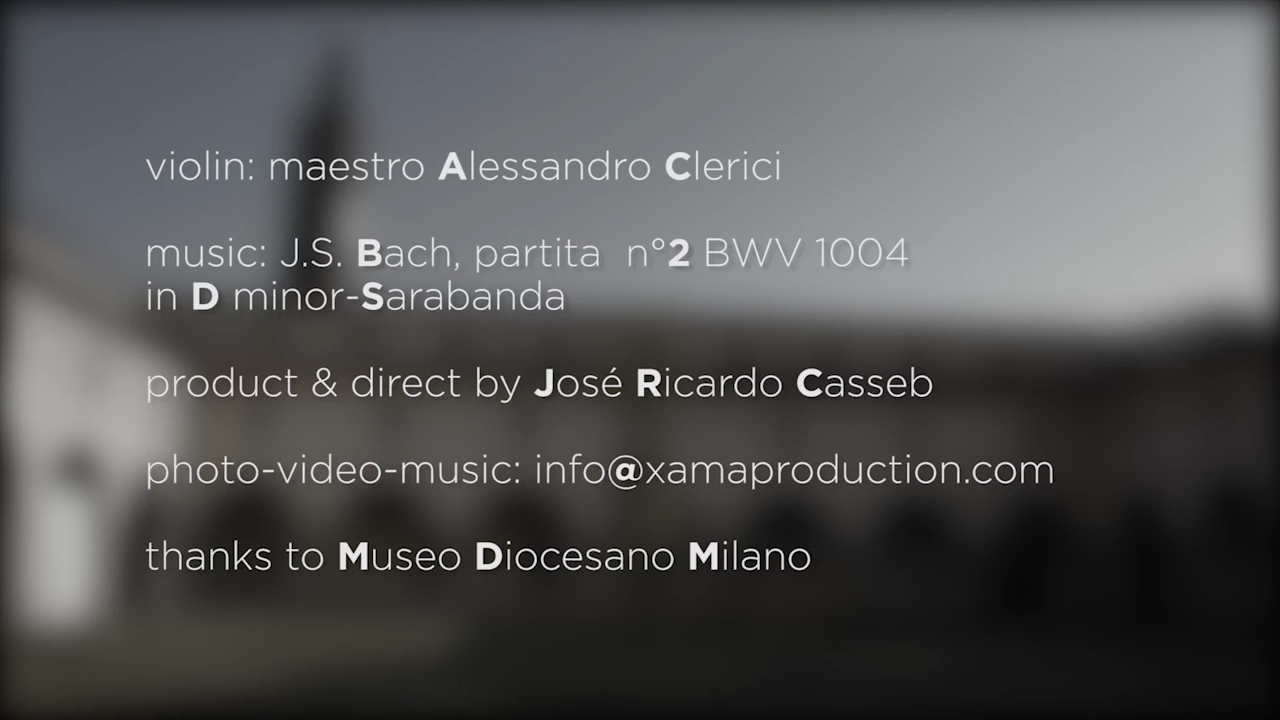 violin: maestro Alessandro Clerici
music: J.S. Bach, partita n°2 BWV 1004
in D minor-Sarabanda
product & direct by José Ricardo Casseb
photo-video-music: info@xamaproduction.com
thanks to Museo Diocesano Milano